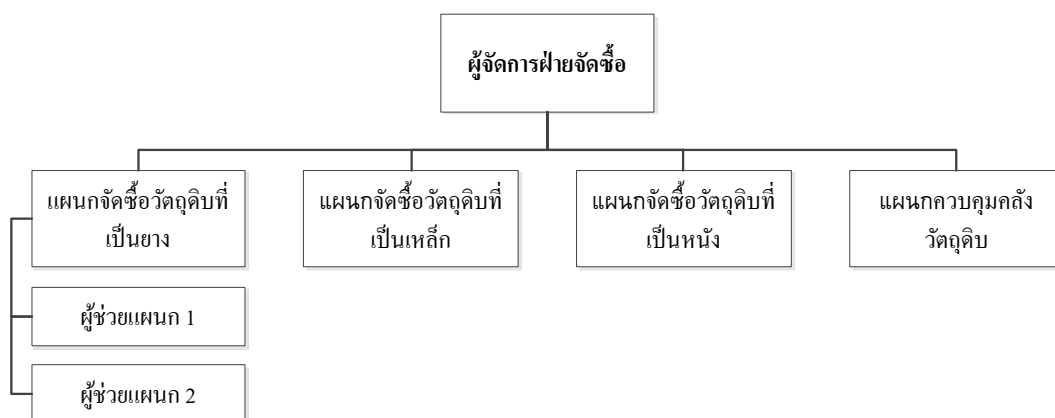 ผู้จัดการฝ่ายจัดซื้อ
แผนกจัดซื้อวัตถุดิบที่
เป็นยาง
แผนกจัดซื้อวัตถุดิบที่
เป็นเหล็ก
แผนกจัดซื้อวัตถุดิบที่
เป็นหนัง
แผนกควบคุมคลัง
วัตถุดิบ
ผู้ช่วยแผนก 1
ผู้ช่วยแผนก 2